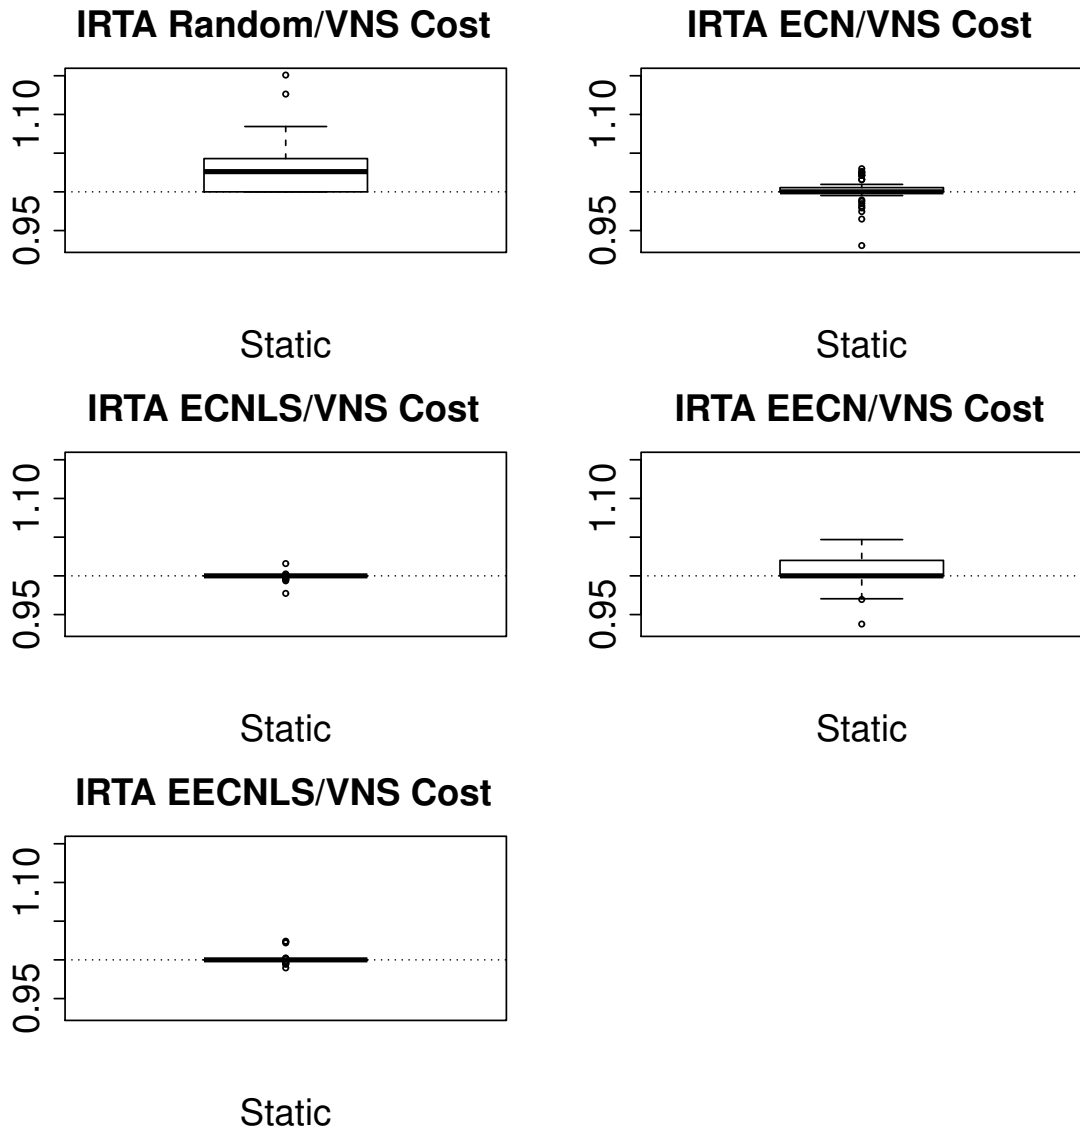 IRTA Random/VNS Cost
1.10
0.95
Static
IRTA ECN/VNS Cost
1.10
0.95
Static
IRTA ECNLS/VNS Cost
1.10
0.95
Static
IRTA EECN/VNS Cost
1.10
0.95
Static
IRTA EECNLS/VNS Cost
1.10
0.95
Static